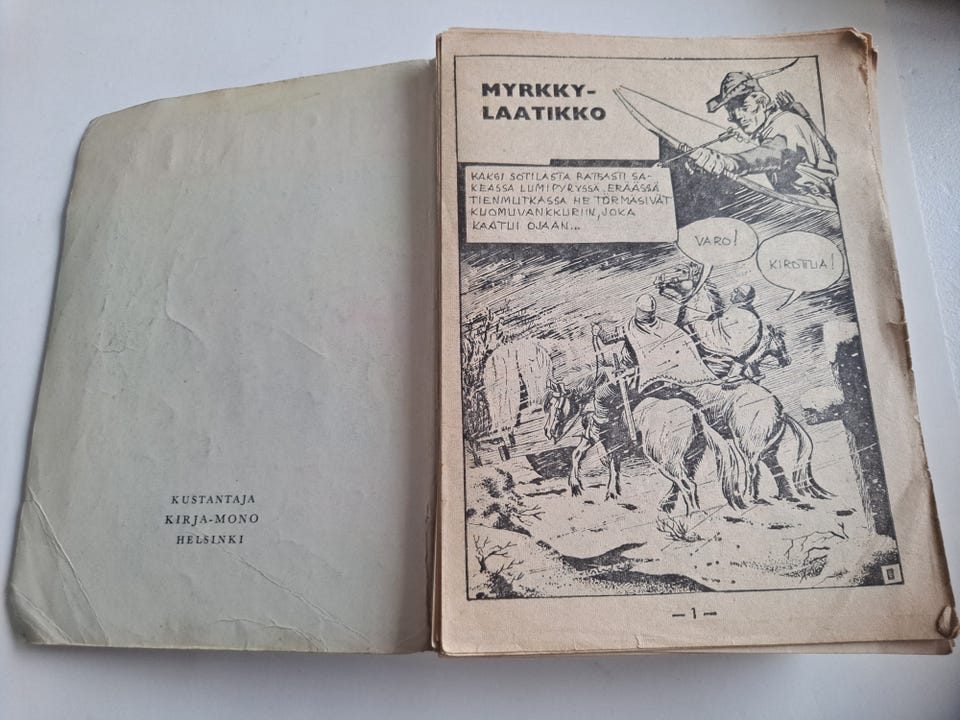 KUSTANTAJA
KIRJA-MONO
HELSINKI
MYRKKY-
LAATIKKO
KAKSI SOTILASTA RATSASTI SA-
KEASSA LUMIPYRYSSÄ. ERÄÄSSÄ
TIENMUTKASSA HE TÖRMÄSIVÄT
KUOMUVANKKURIIN, JOKA
KAATUI OJAAN...
VARO!
KIROTTUA!
— 1 —